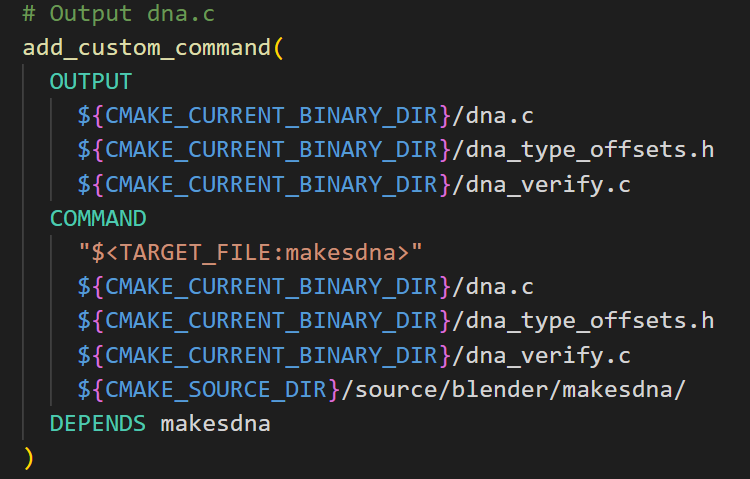 # Output dna.c
add_custom_command(
OUTPUT
${CMAKE_CURRENT_BINARY_DIR}/dna.c
${CMAKE_CURRENT_BINARY_DIR}/dna_type_offsets.h
${CMAKE_CURRENT_BINARY_DIR}/dna_verify.c
COMMAND
"$<TARGET_FILE:makesdna>"
${CMAKE_CURRENT_BINARY_DIR}/dna.c
${CMAKE_CURRENT_BINARY_DIR}/dna_type_offsets.h
${CMAKE_CURRENT_BINARY_DIR}/dna_verify.c
${CMAKE_SOURCE_DIR}/source/blender/makesdna/
DEPENDS makesdna
)